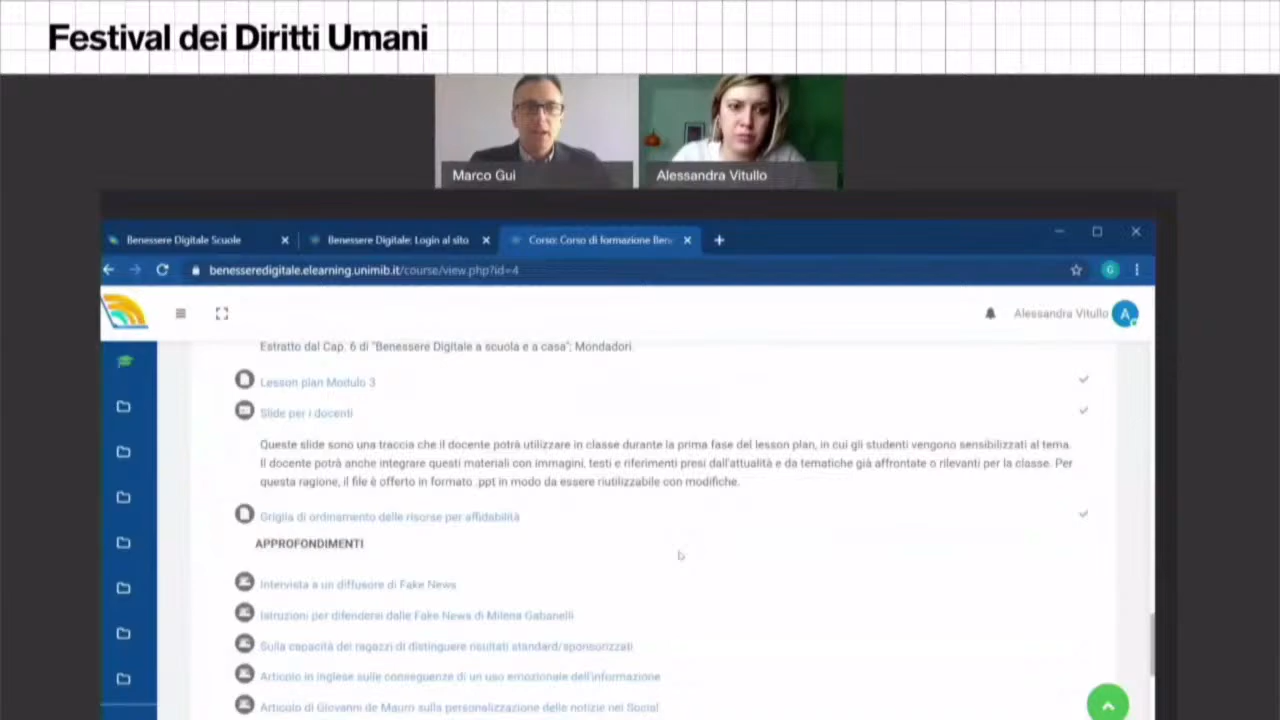 Festival dei Diritti Umani
Marco Gui
Alessandra Vitullo
Benessere Digitale Scuole
Benessere Digitale: Login al sito
Corso: Corso di formazione Ben
benesseredigitale.elearning.unimib.it/course/view.php?id=4
G
Alessandra Vitullo
A
Estratto dal Cap. 6 di "Benessere Digitale a scuola e a casa"; Mondadori.
Lesson plan Modulo 3
Slide per i docenti
Queste slide sono una traccia che il docente potrà utilizzare in classe durante la prima fase del lesson plan, in cui gli studenti vengono sensibilizzati al tema.
Il docente potrà anche integrare questi materiali con immagini, testi e riferimenti presi dall'attualità e da tematiche già affrontate o rilevanti per la classe. Per
questa ragione, il file è offerto in formato .ppt in modo da essere riutilizzabile con modifiche.
Griglia di ordinamento delle risorse per affidabilità
APPROFONDIMENTI
Intervista a un diffusore di Fake News
Istruzioni per difendersi dalle Fake News di Milena Gabanelli
Sulla capacità dei ragazzi di distinguere risultati standard/sponsorizzati
Articolo in inglese sulle conseguenze di un uso emozionale dell'informazione
Articolo di Giovanni de Mauro sulla personalizzazione delle notizie nei Social